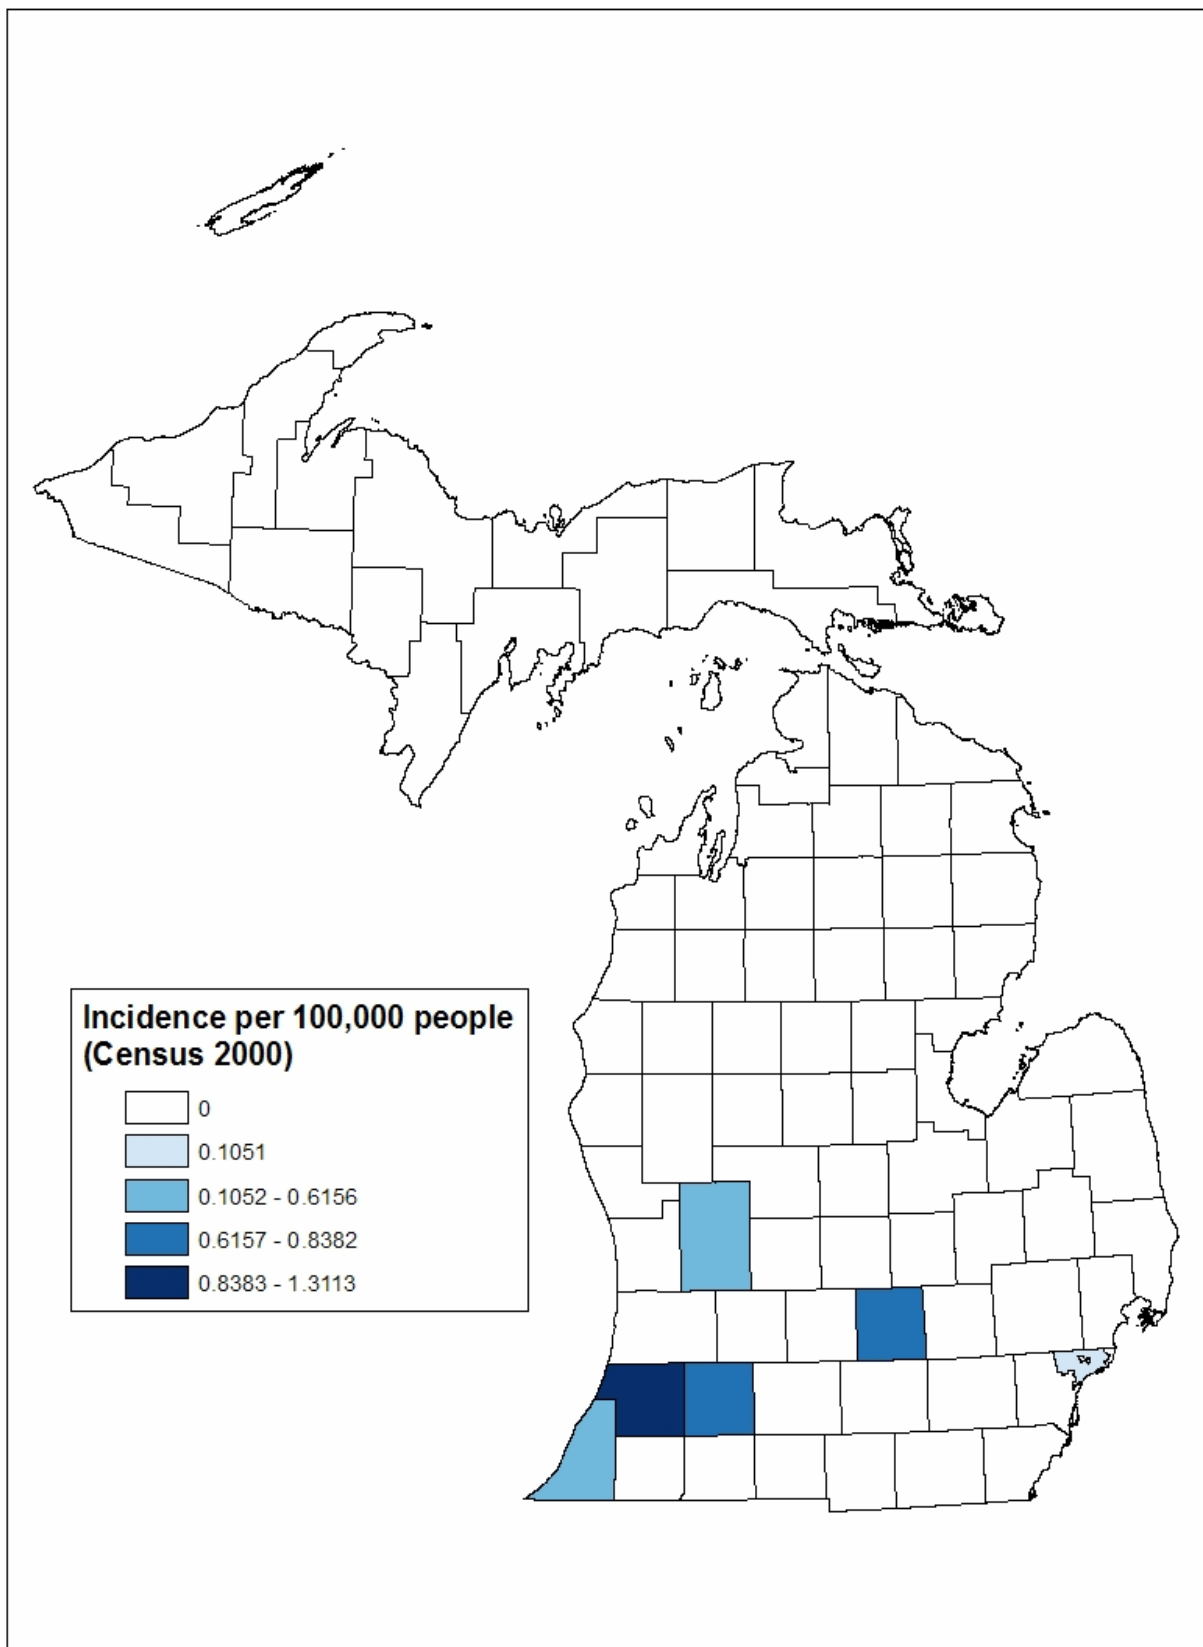 Incidence per 100,000 people
(Census 2000)
0
0.1051
0.1052 - 0.6156
0.6157 - 0.8382
0.8383 - 1.3113